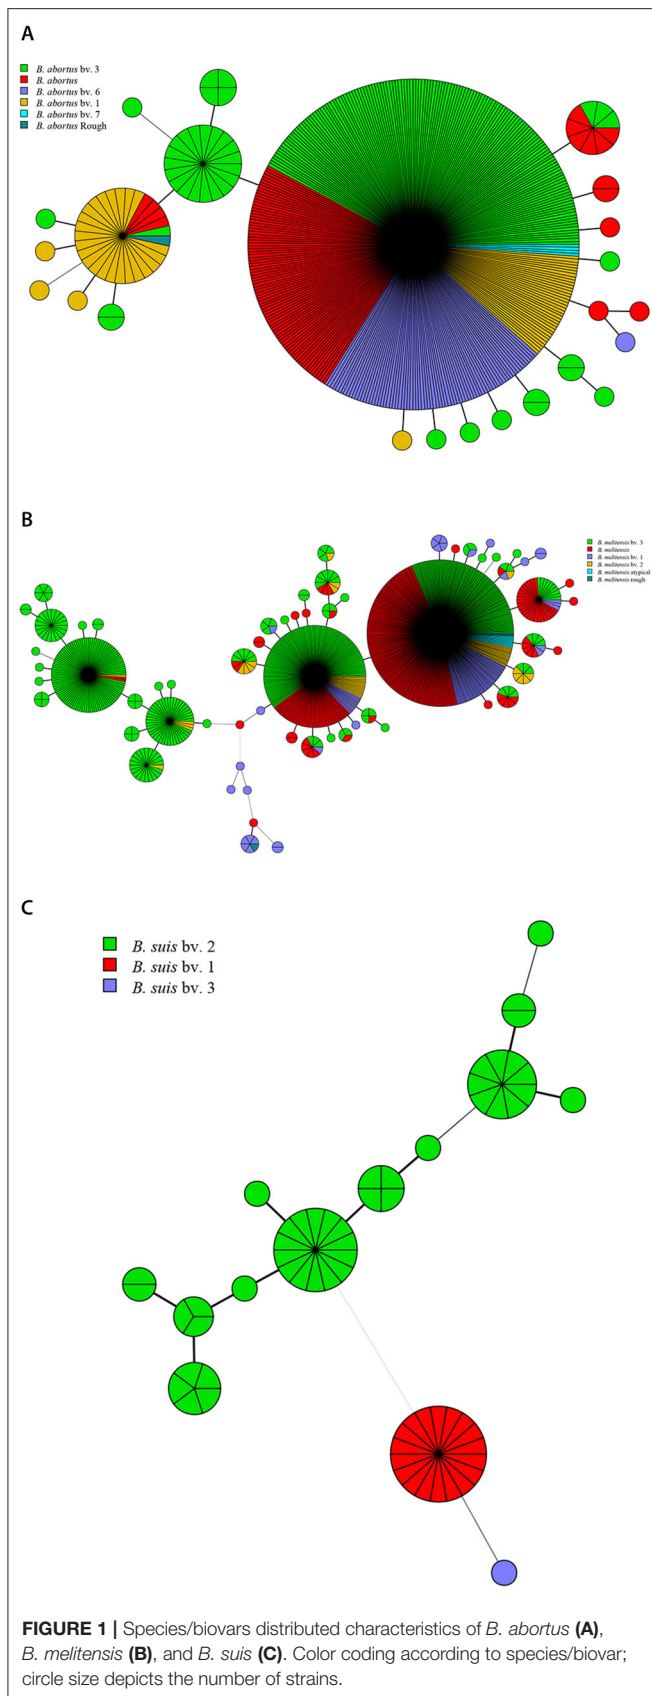 A
B. abortus bv. 3
B. abortus
B. abortus bv. 6
B. abortus bv. 1
B. abortus bv. 7
B. abortus Rough
B
B. melitensis bv. 3
B. melitensis
B. melitensis bv. 1
B. melitensis bv. 2
B. melitensis atypical
B. melitensis rough
C
B. suis bv. 2
B. suis bv. 1
B. suis bv. 3
FIGURE 1 | Species/biovars distributed characteristics of B. abortus (A),
B. melitensis (B), and B. suis (C). Color coding according to species/biovar;
circle size depicts the number of strains.